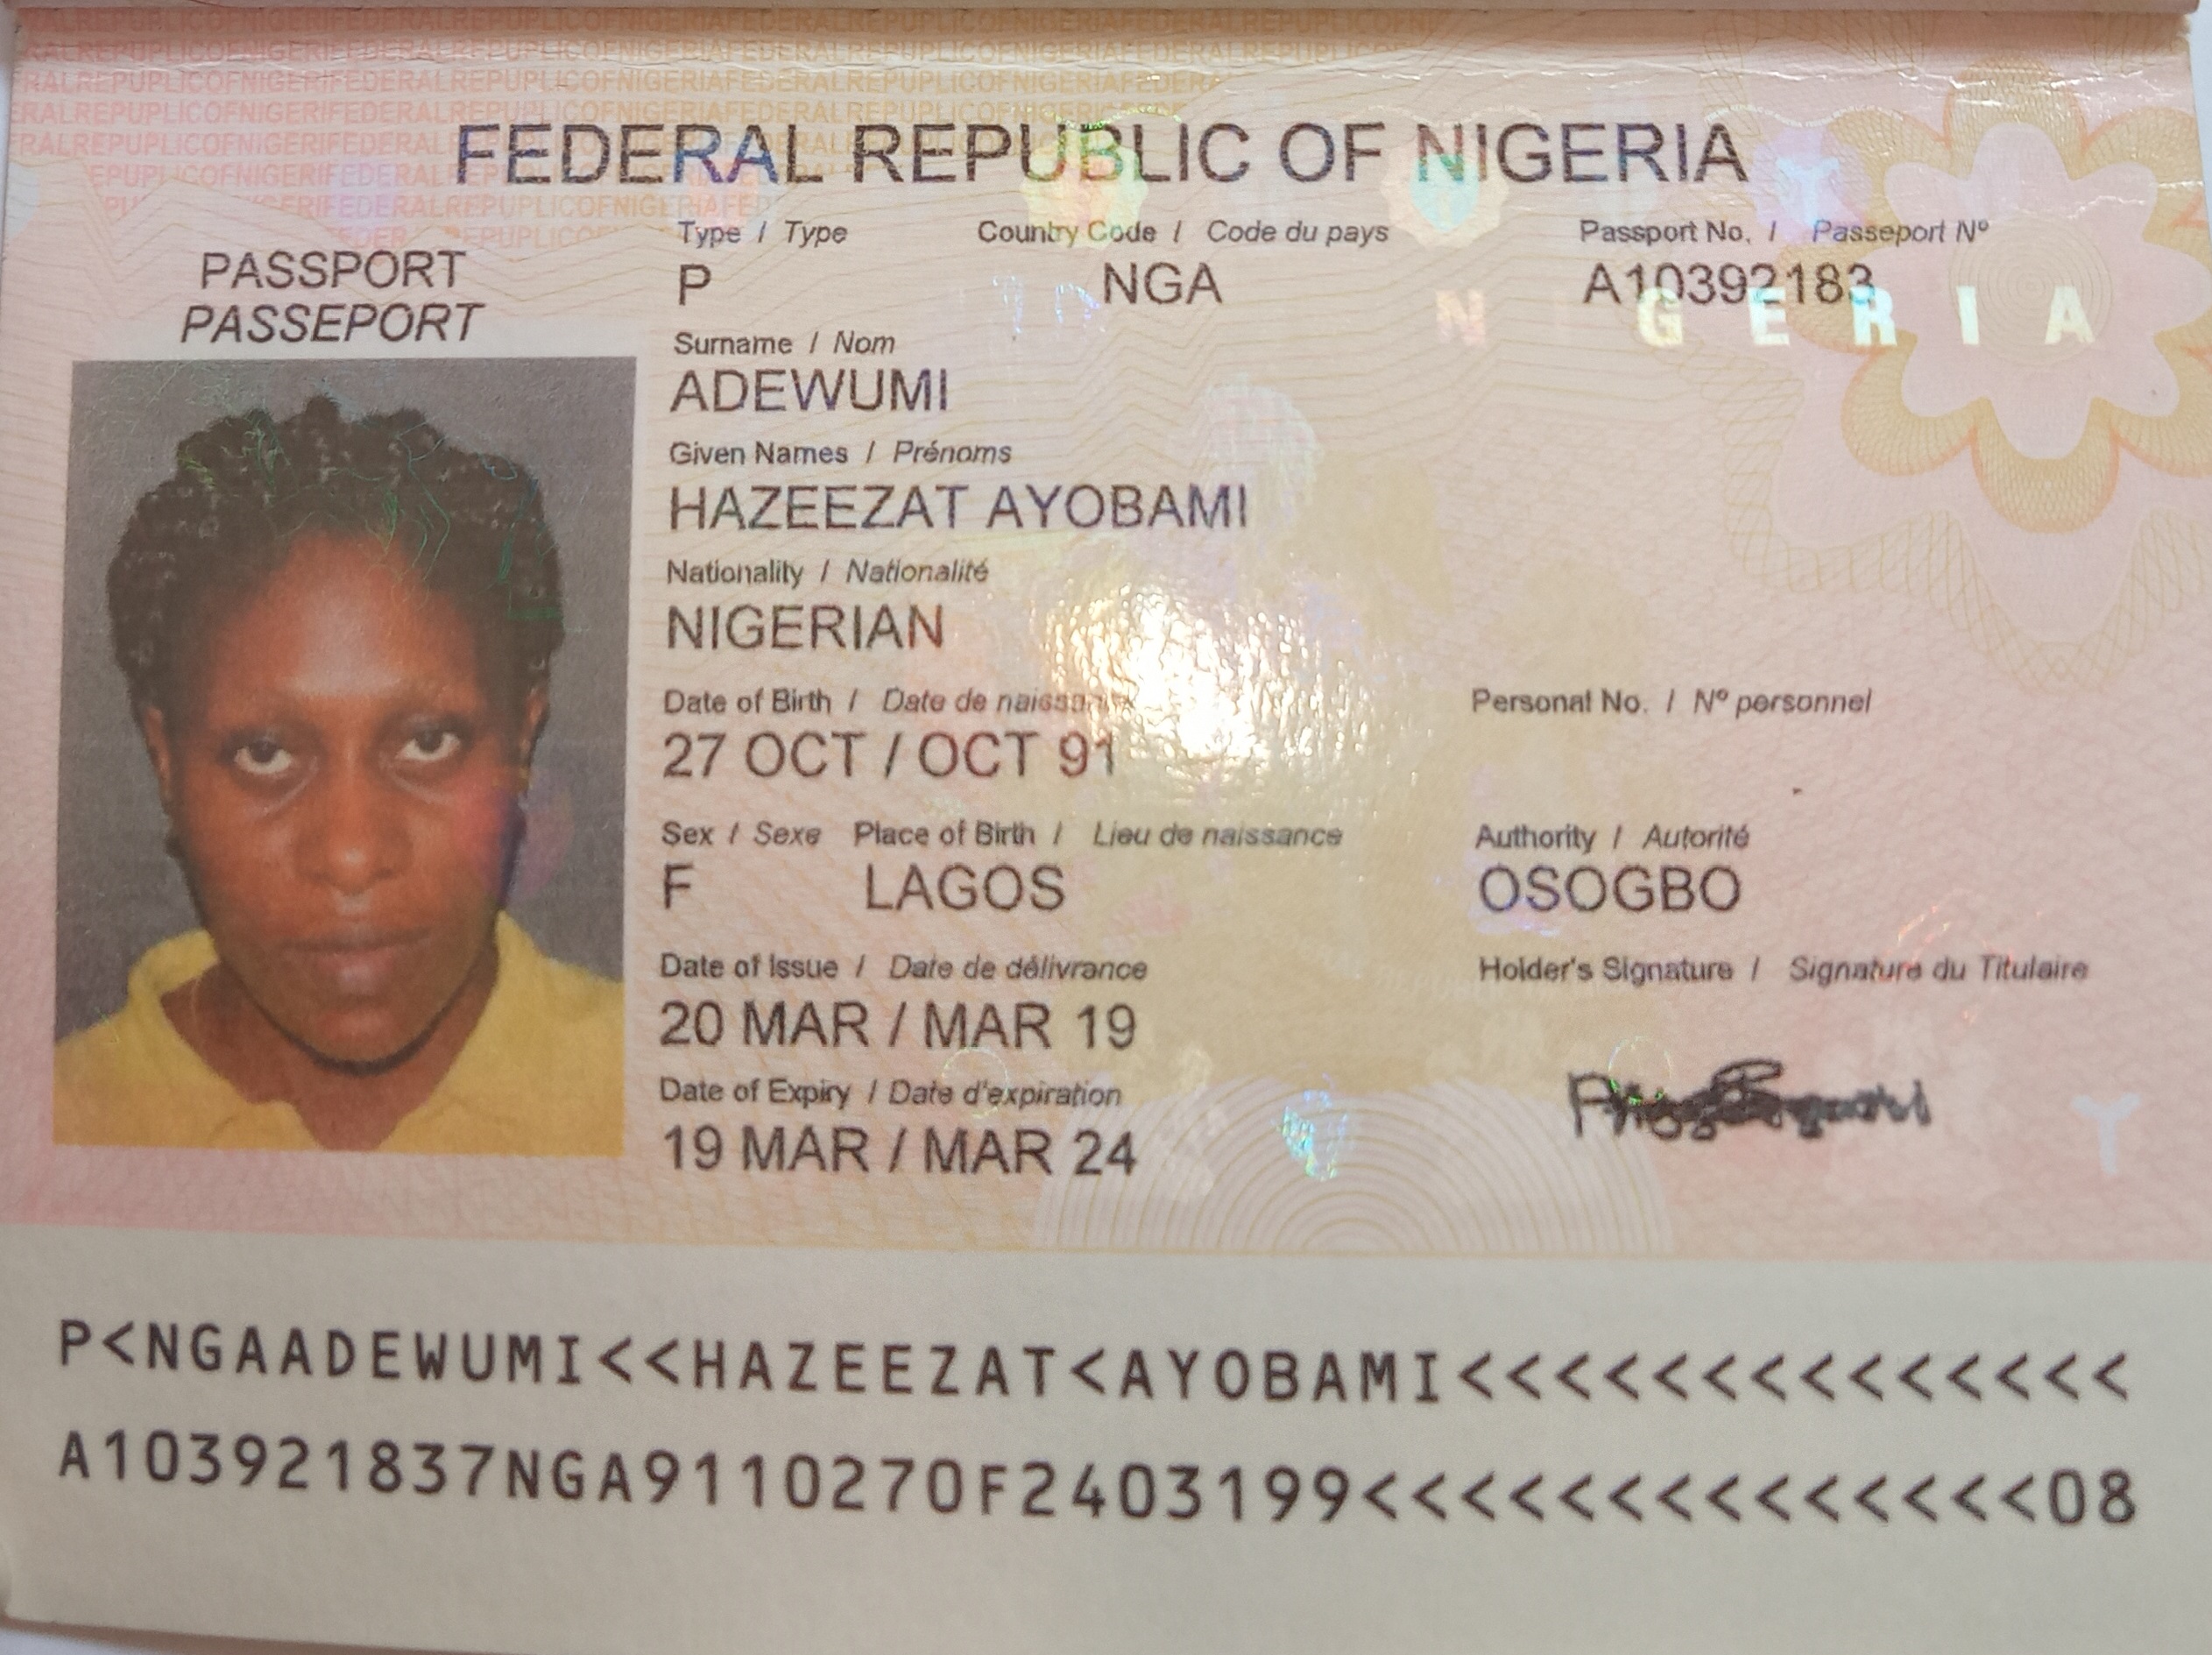 FEDERALREPUPLICOFNIGERIFEDERALREPUPLICOFNIGERIAFEDERALREPUPLICOFNIGERIA
FEDERAL REPUBLIC OF NIGERIA
PASSPORT
PASSEPORT
Type / Type Country Code / Code du pays Passport No. / Passeport Nº
P NGA A10392183
N GERIA
Surname / Nom
ADEWUMI
Given Names / Prénoms
HAZEEZAT AYOBAMI
Nationality / Nationalité
NIGERIAN
Date of Birth / Date de naissance Personal No. / Nº personnel
27 OCT / OCT 91
Sex / Sexe Place of Birth / Lieu de naissance Authority / Autorité
F LAGOS OSOGBO
Date of Issue / Date de délivrance Holder's Signature / Signature du Titulaire
20 MAR / MAR 19
Date of Expiry / Date d'expiration
19 MAR / MAR 24
P<NGAADEWUMI<<HAZEEZAT<AYOBAMI<<<<<<<<<<<<<<
A103921837NGA9110270F2403199<<<<<<<<<<<<<<08